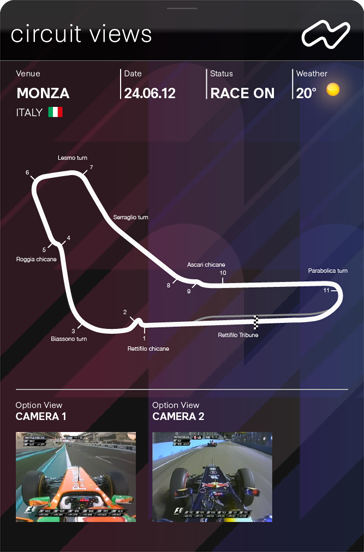 circuit views
Venue
Date
Status
Weather
MONZA
24.06.12
RACE ON
20°
ITALY
Lesmo turn
7
6
Serraglio turn
4
5
Roggia chicane
Ascari chicane
10
Parabolica turn
8
9
11
2
3
1
Biassono turn
Rettifilo Tribune
Rettifilo chicane
Option View
CAMERA 1
Option View
CAMERA 2